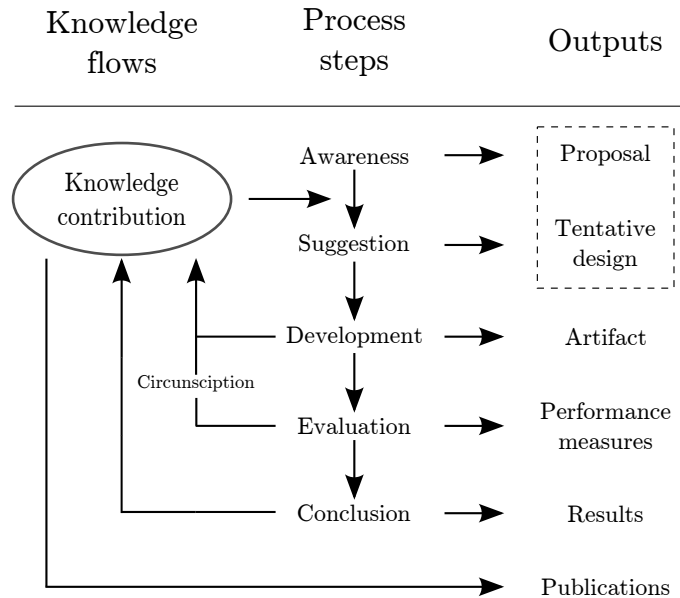 Knowledge
flows
Process
steps
Outputs
Knowledge
contribution
Awareness
Proposal
Suggestion
Tentative
design
Development
Artifact
Circunsciption
Evaluation
Performance
measures
Conclusion
Results
Publications